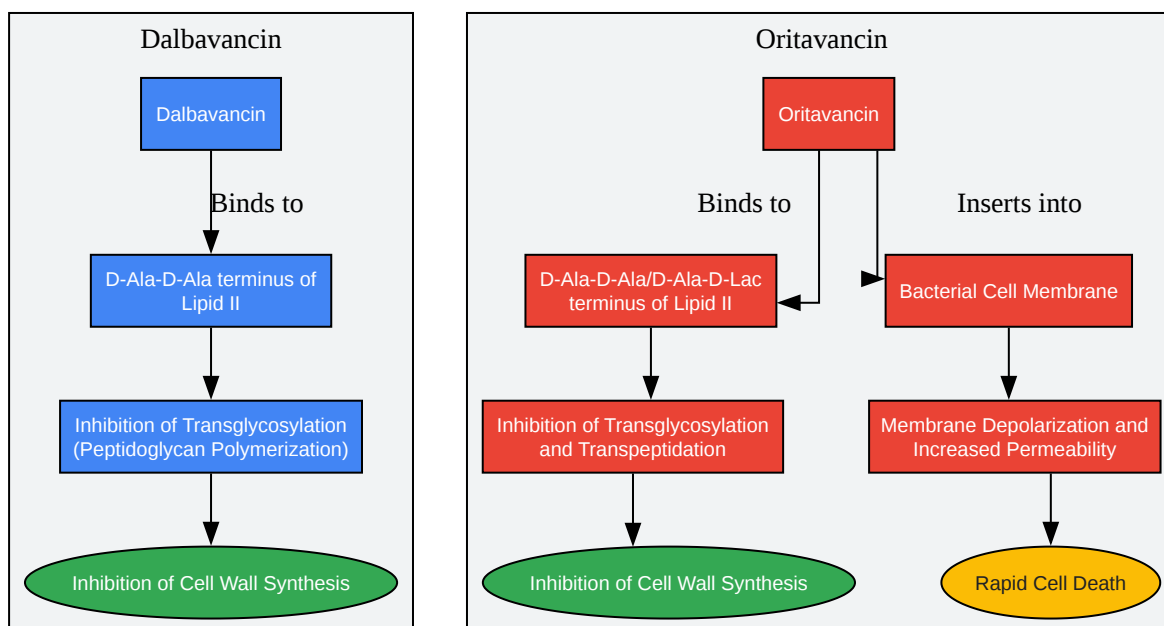 Dalbavancin
Dalbavancin
Binds to
D-Ala-D-Ala terminus of
Lipid II
Inhibition of Transglycosylation
(Peptidoglycan Polymerization)
Inhibition of Cell Wall Synthesis
Oritavancin
Oritavancin
Binds to
Inserts into
D-Ala-D-Ala/D-Ala-D-Lac
terminus of Lipid II
Bacterial Cell Membrane
Inhibition of Transglycosylation
and Transpeptidation
Membrane Depolarization and
Increased Permeability
Inhibition of Cell Wall Synthesis
Rapid Cell Death